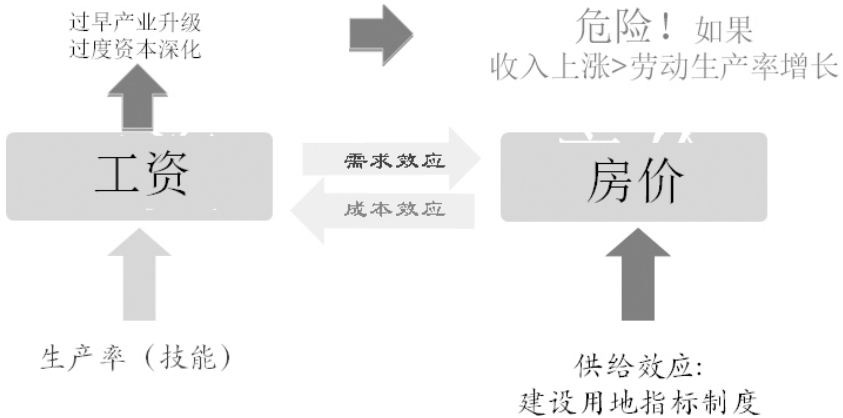 过早产业升级
过度资本深化
危险！如果
收入上涨>劳动生产率增长
工资
需求效应
成本效应
房价
生产率（技能）
供给效应:
建设用地指标制度